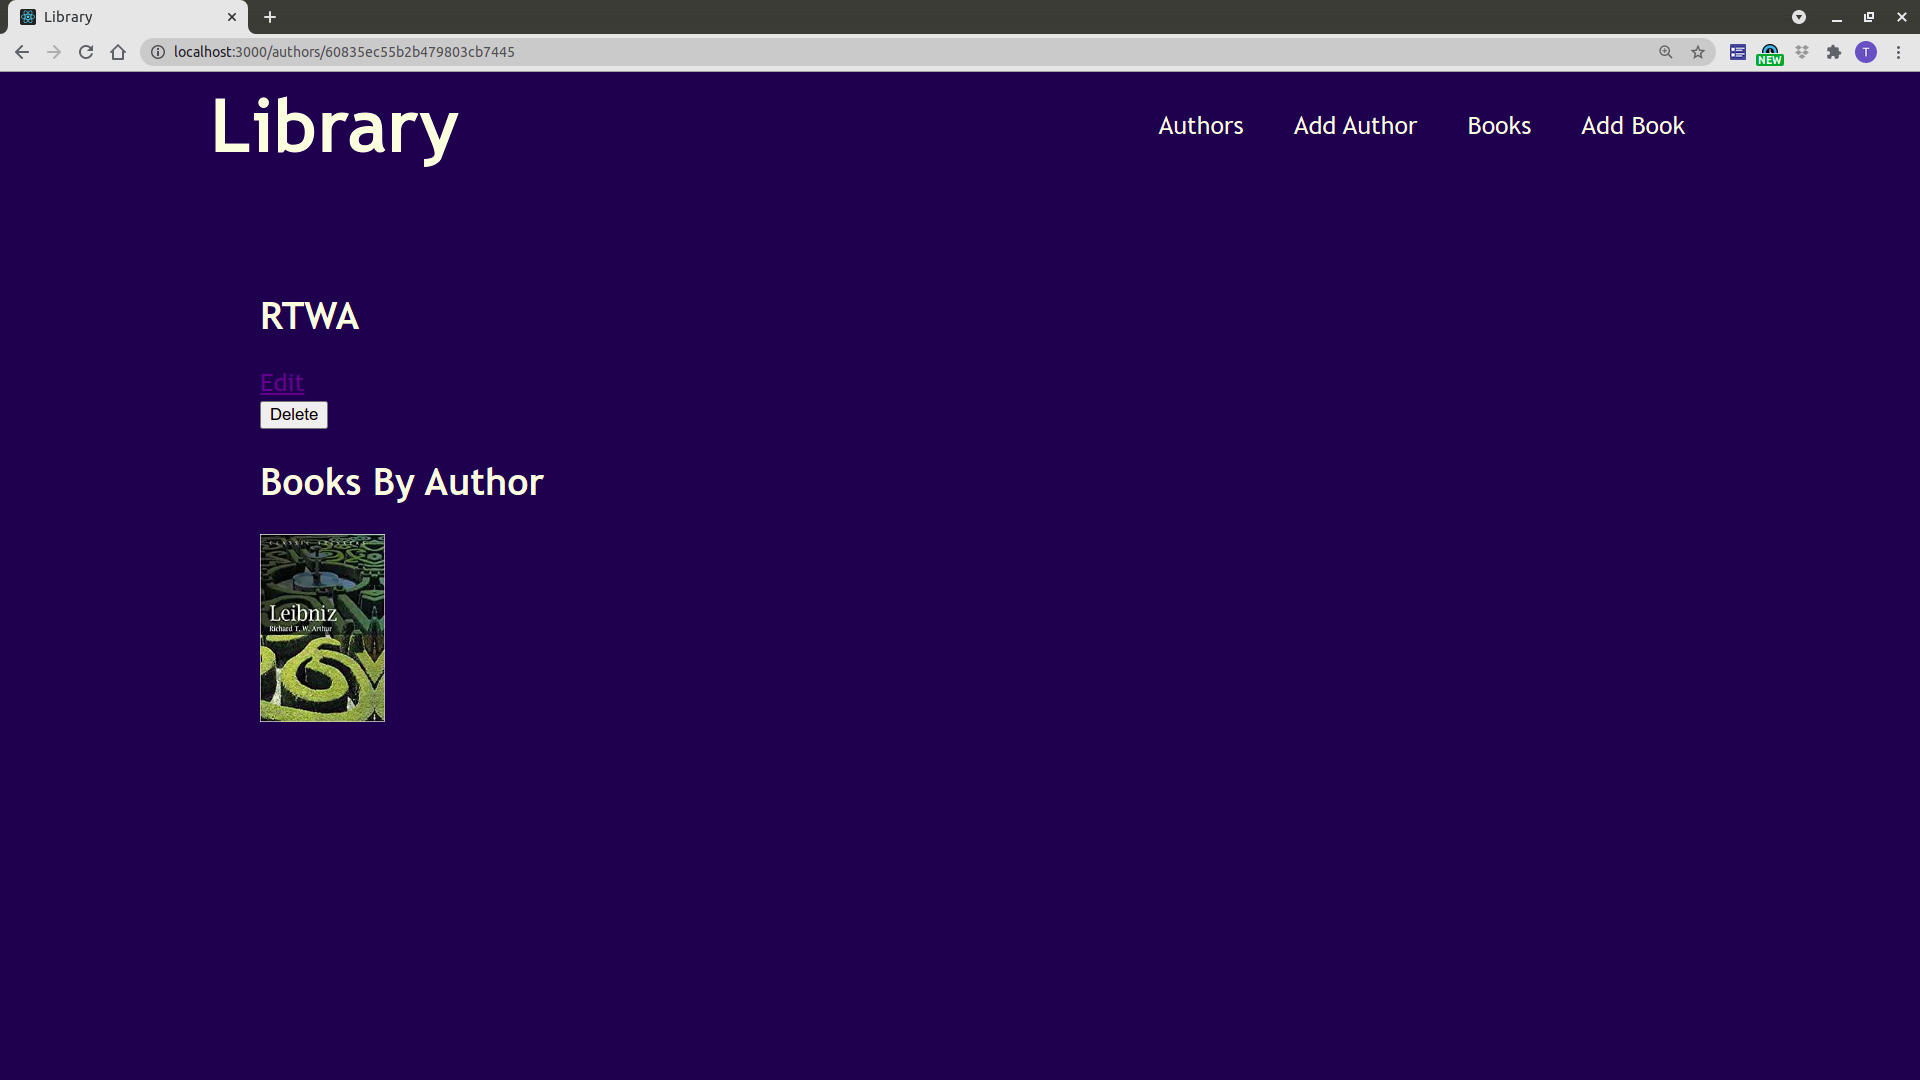 Library
localhost:3000/authors/60835ec55b2b479803cb7445
NEW
T
Library
Authors
Add Author
Books
Add Book
RTWA
Edit
Delete
Books By Author
Leibniz
Richard T. W. Arthur